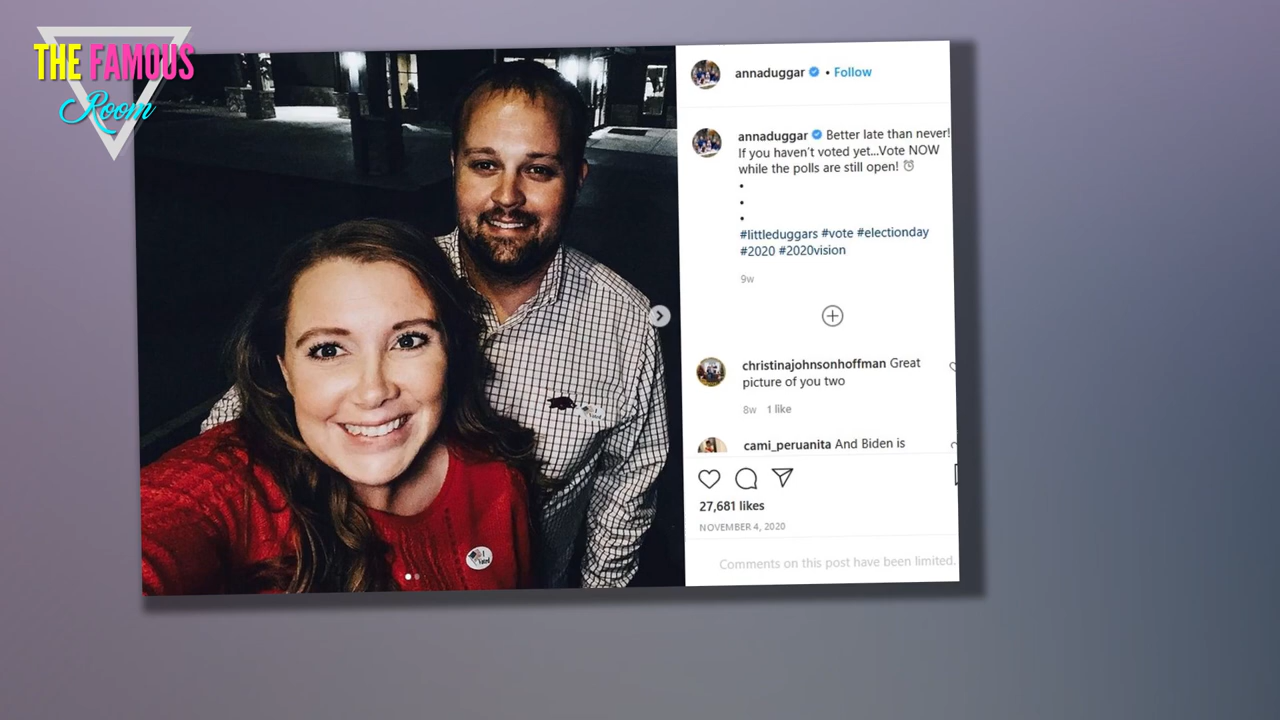 THE FAMOUS
Room
annaduggar • Follow
annaduggar Better late than never!
If you haven't voted yet...Vote NOW
while the polls are still open!
•
•
•
#littleduggars #vote #electionday
#2020 #2020vision
9w
christinajohnsonhoffman Great
picture of you two
8w 1 like
cami_peruanita And Biden is
27,681 likes
NOVEMBER 4, 2020
Comments on this post have been limited.
I
Voted